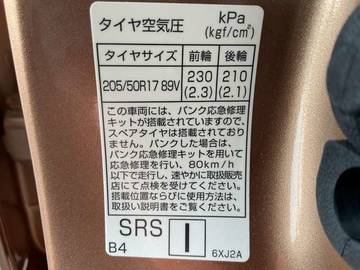 タイヤ空気圧 kPa (kgf/cm²)
タイヤサイズ 前輪 後輪
205/50R17 89V 230 (2.3) 210 (2.1)
この車両には、パンク応急修理
キットが搭載されていますので、
スペアタイヤは搭載されており
ません。パンクした場合は、
パンク応急修理キットを用いて
応急修理を行い、80km/h
以下で走行し、速やかに取扱販売
店にて点検を受けてください。
搭載位置ならびに使用方法は、
取扱説明書をご覧ください。
SRS I
B4 6XJ2A